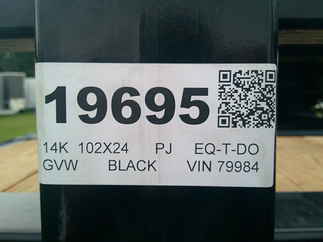 19695
14K 102X24 PJ EQ-T-DO
GVW BLACK VIN 79984